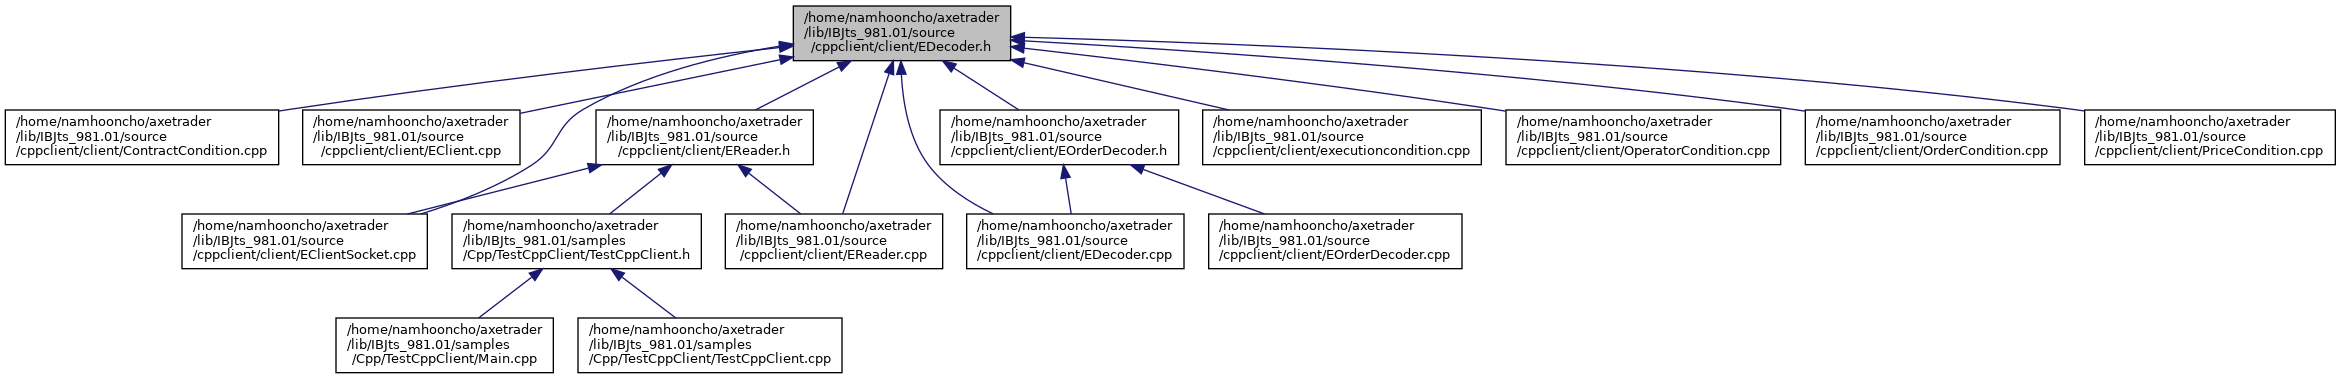 /home/namhooncho/axetrader
/lib/IBJts_981.01/source
/cppclient/client/EDecoder.h
/home/namhooncho/axetrader
/lib/IBJts_981.01/source
/cppclient/client/ContractCondition.cpp
/home/namhooncho/axetrader
/lib/IBJts_981.01/source
/cppclient/client/EClient.cpp
/home/namhooncho/axetrader
/lib/IBJts_981.01/source
/cppclient/client/EReader.h
/home/namhooncho/axetrader
/lib/IBJts_981.01/source
/cppclient/client/EOrderDecoder.h
/home/namhooncho/axetrader
/lib/IBJts_981.01/source
/cppclient/client/executioncondition.cpp
/home/namhooncho/axetrader
/lib/IBJts_981.01/source
/cppclient/client/OperatorCondition.cpp
/home/namhooncho/axetrader
/lib/IBJts_981.01/source
/cppclient/client/OrderCondition.cpp
/home/namhooncho/axetrader
/lib/IBJts_981.01/source
/cppclient/client/PriceCondition.cpp
/home/namhooncho/axetrader
/lib/IBJts_981.01/source
/cppclient/client/EClientSocket.cpp
/home/namhooncho/axetrader
/lib/IBJts_981.01/samples
/Cpp/TestCppClient/TestCppClient.h
/home/namhooncho/axetrader
/lib/IBJts_981.01/source
/cppclient/client/EReader.cpp
/home/namhooncho/axetrader
/lib/IBJts_981.01/source
/cppclient/client/EDecoder.cpp
/home/namhooncho/axetrader
/lib/IBJts_981.01/source
/cppclient/client/EOrderDecoder.cpp
/home/namhooncho/axetrader
/lib/IBJts_981.01/samples
/Cpp/TestCppClient/Main.cpp
/home/namhooncho/axetrader
/lib/IBJts_981.01/samples
/Cpp/TestCppClient/TestCppClient.cpp